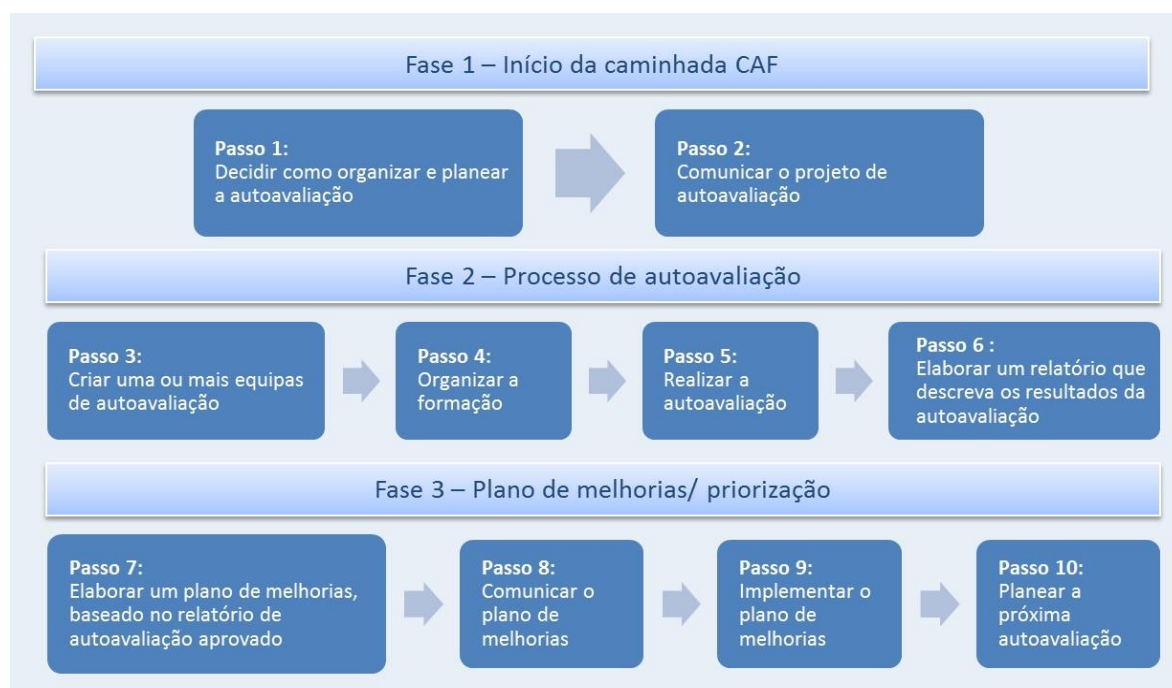 Fase 1 – Início da caminhada CAF
Passo 1:
Decidir como organizar e planear
a autoavaliação
Passo 2:
Comunicar o projeto de
autoavaliação
Fase 2 – Processo de autoavaliação
Passo 3:
Criar uma ou mais equipas
de autoavaliação
Passo 4:
Organizar a
formação
Passo 5:
Realizar a
autoavaliação
Passo 6 :
Elaborar um relatório que
descreva os resultados da
autoavaliação
Fase 3 – Plano de melhorias/ priorização
Passo 7:
Elaborar um plano de melhorias,
baseado no relatório de
autoavaliação aprovado
Passo 8:
Comunicar o
plano de
melhorias
Passo 9:
Implementar o
plano de
melhorias
Passo 10:
Planear a
próxima
autoavaliação